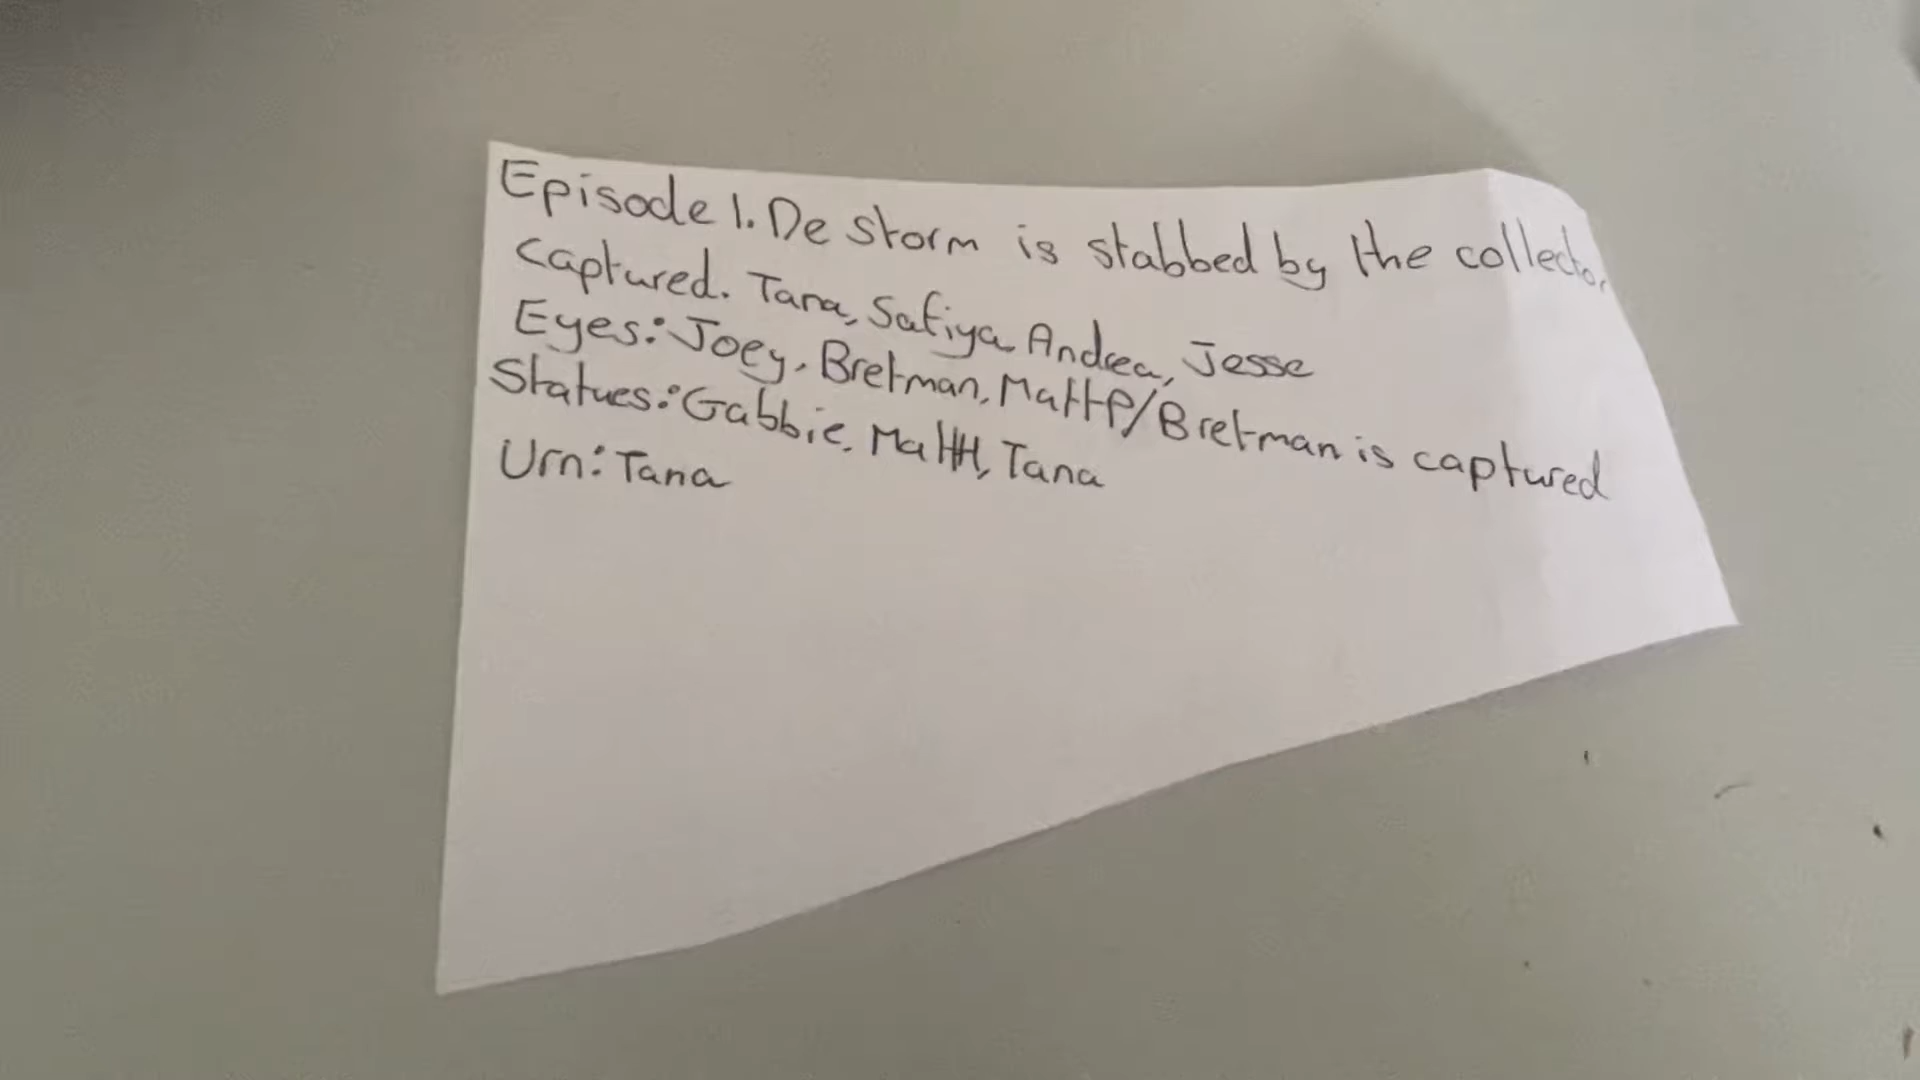 Episode 1. De storm is stabbed by the collector
captured. Tana, Safiya, Andrea, Jesse
Eyes: Joey, Bretman, Mattp/Bretman is captured
Statues: Gabbie, MattH, Tana
Urn: Tana